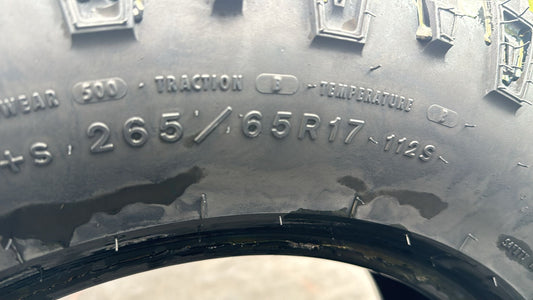 WEAR 500 - TRACTION B - TEMPERATURE
+S 265/65R17 112S